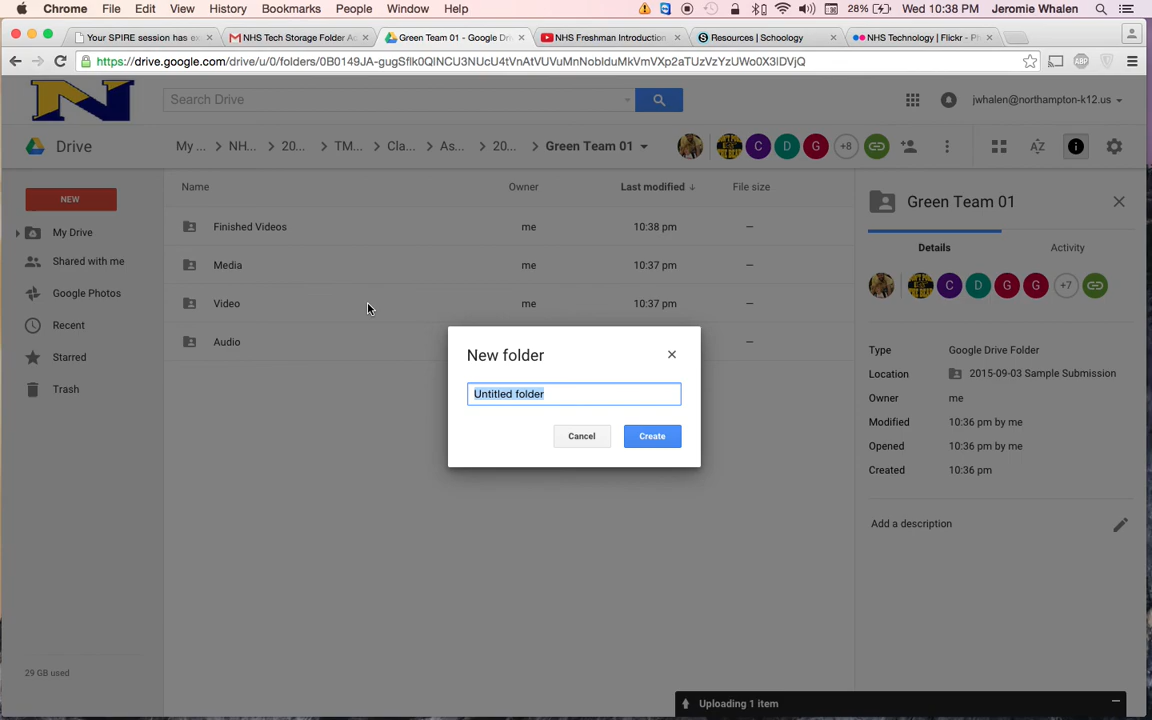 Chrome File Edit View History Bookmarks People Window Help 28% Wed 10:38 PM Jeromie Whalen
Your SPIRE session has e
NHS Tech Storage Folder A
Green Team 01 - Google Dri
NHS Freshman Introduction
Resources | Schoology
NHS Technology | Flickr - Ph
https://drive.google.com/drive/u/0/folders/
ABP
N Search Drive jwhalen@northampton-k12.us
Drive My ... > NH... > 20... > TM... > Cla... > As... > 20... > Green Team 01 C D G +8 AZ
NEW
My Drive
Shared with me
Google Photos
Recent
Starred
Trash
29 GB used
Name Owner Last modified ↓ File size
Finished Videos me 10:38 pm —
Media me 10:37 pm —
Video me 10:37 pm —
Audio —
New folder
Untitled folder
Cancel Create
Green Team 01
Details Activity
C D G G +7
Type Google Drive Folder
Location 2015-09-03 Sample Submission
Owner me
Modified 10:36 pm by me
Opened 10:36 pm by me
Created 10:36 pm
Add a description
Uploading 1 item